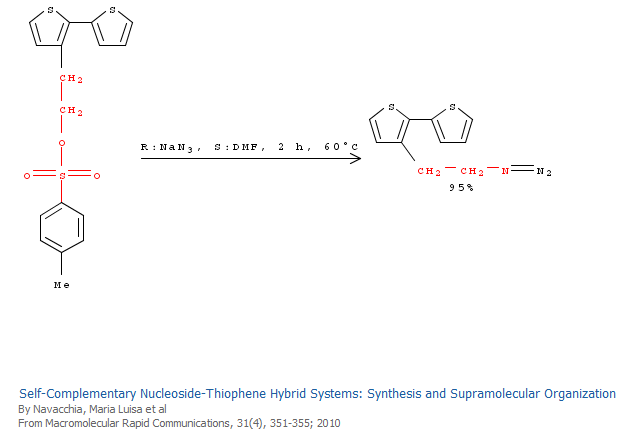 S S
CH2
CH2
O
O S O
Me
R:NaN3, S:DMF, 2 h, 60°C
S S
CH2 CH2 N N2
95%
Self-Complementary Nucleoside-Thiophene Hybrid Systems: Synthesis and Supramolecular Organization
By Navacchia, Maria Luisa et al
From Macromolecular Rapid Communications, 31(4), 351-355; 2010